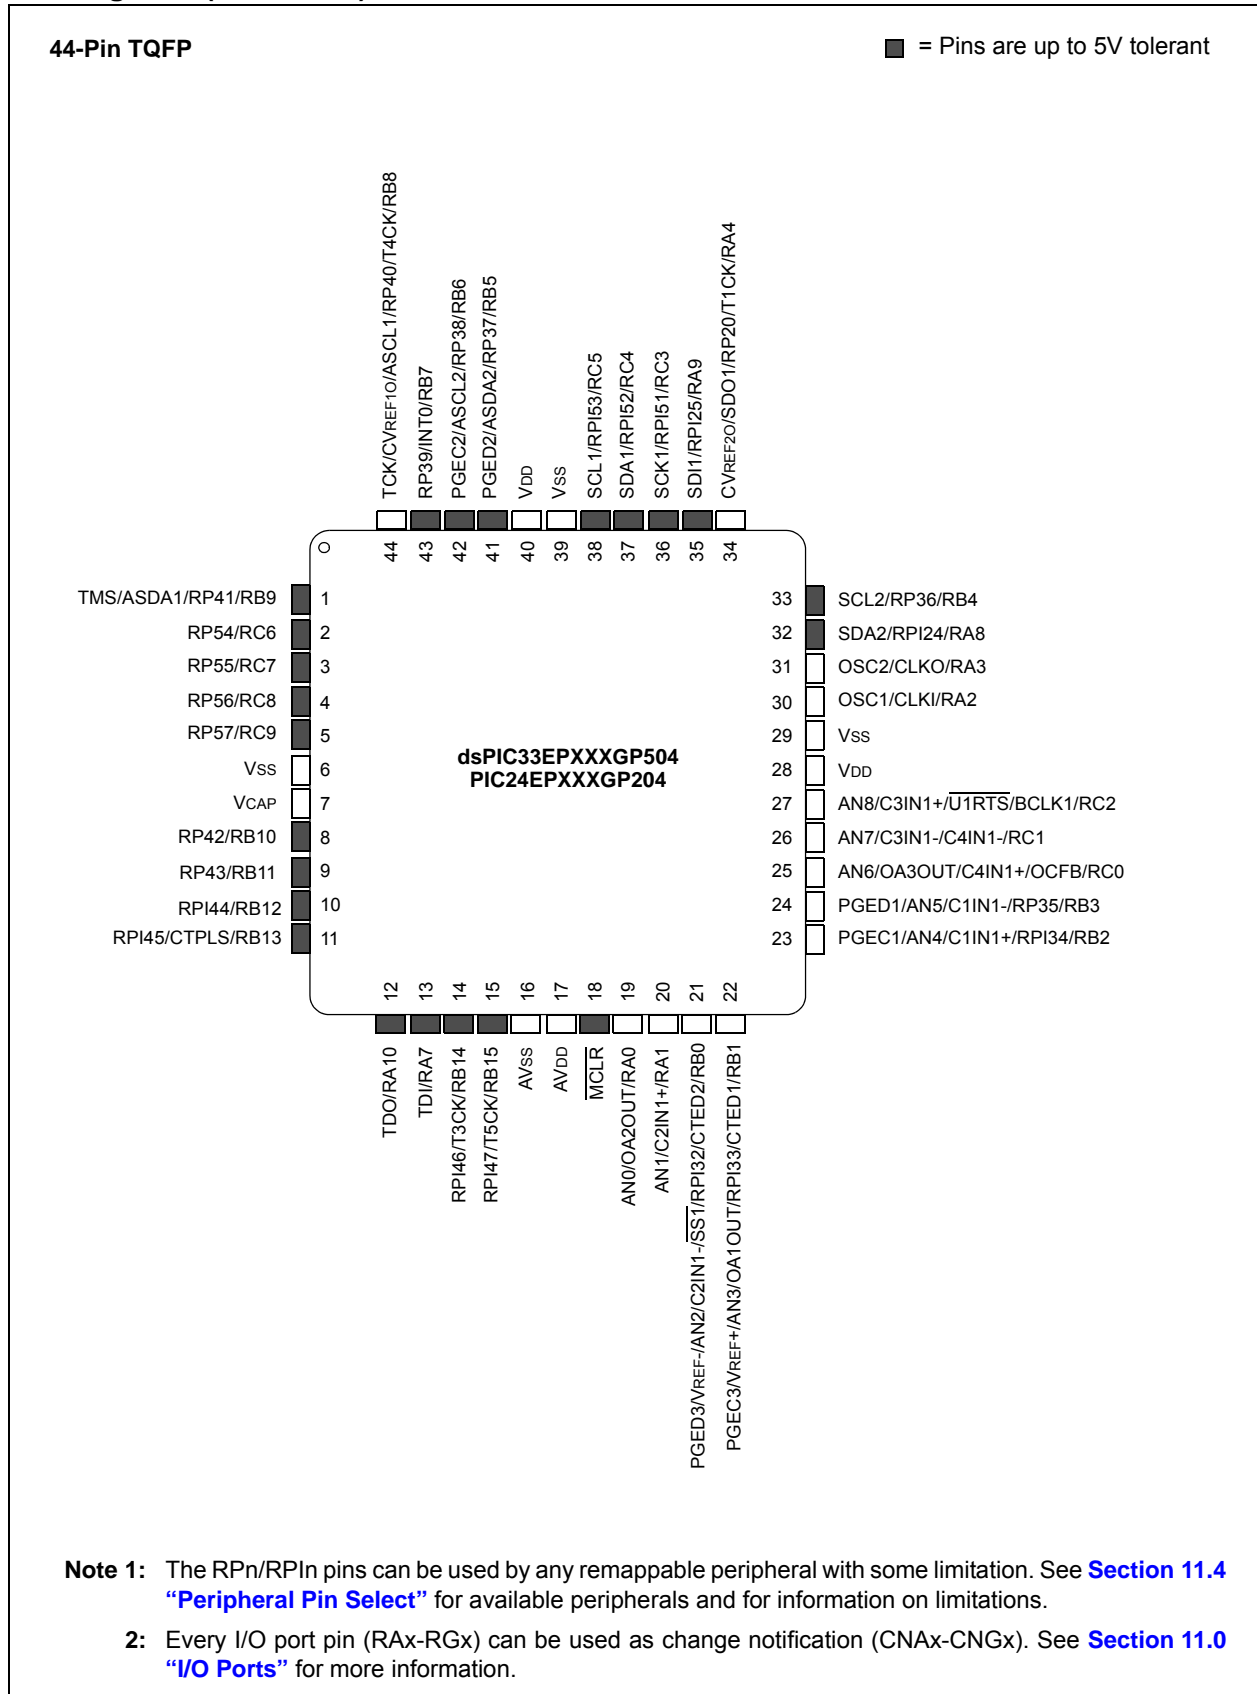 44-Pin TQFP
= Pins are up to 5V tolerant
TCK/CVREF1O/ASCL1/RP40/T4CK/RB8
RP39/INT0/RB7
PGEC2/ASCL2/RP38/RB6
PGED2/ASDA2/RP37/RB5
VDD
VSS
SCL1/RPI53/RC5
SDA1/RPI52/RC4
SCK1/RPI51/RC3
SDI1/RPI25/RA9
CVREF2O/SDO1/RP20/T1CK/RA4
44 43 42 41 40 39 38 37 36 35 34
TMS/ASDA1/RP41/RB9 1
RP54/RC6 2
RP55/RC7 3
RP56/RC8 4
RP57/RC9 5
VSS 6
VCAP 7
RP42/RB10 8
RP43/RB11 9
RPI44/RB12 10
RPI45/CTPLS/RB13 11
dsPIC33EPXXXGP504
PIC24EPXXXGP204
33 SCL2/RP36/RB4
32 SDA2/RPI24/RA8
31 OSC2/CLKO/RA3
30 OSC1/CLKI/RA2
29 VSS
28 VDD
27 AN8/C3IN1+/U1RTS/BCLK1/RC2
26 AN7/C3IN1-/C4IN1-/RC1
25 AN6/OA3OUT/C4IN1+/OCFB/RC0
24 PGED1/AN5/C1IN1-/RP35/RB3
23 PGEC1/AN4/C1IN1+/RPI34/RB2
12 13 14 15 16 17 18 19 20 21 22
TDO/RA10
TDI/RA7
RPI46/T3CK/RB14
RPI47/T5CK/RB15
AVSS
AVDD
MCLR
AN0/OA2OUT/RA0
AN1/C2IN1+/RA1
PGED3/VREF-/AN2/C2IN1-/SS1/RPI32/CTED2/RB0
PGEC3/VREF+/AN3/OA1OUT/RPI33/CTED1/RB1
Note 1: The RPn/RPIn pins can be used by any remappable peripheral with some limitation. See Section 11.4
“Peripheral Pin Select” for available peripherals and for information on limitations.
2: Every I/O port pin (RAx-RGx) can be used as change notification (CNAx-CNGx). See Section 11.0
“I/O Ports” for more information.